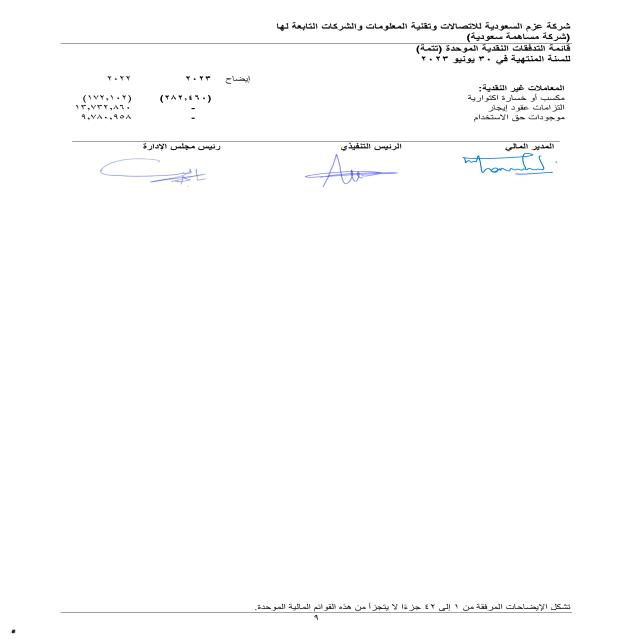 شركة عزم السعودية للاتصالات وتقنية المعلومات والشركات التابعة لها
(شركة مساهمة سعودية)
قائمة التدفقات النقدية الموحدة (تتمة)
للسنة المنتهية في ٣٠ يونيو ٢٠٢٣
إيضاح ٢٠٢٣ ٢٠٢٢
المعاملات غير النقدية:
مكسب أو خسارة اكتوارية (٢٨٢,٤٦٠) (١٧٢,١٠٢)
التزامات عقود إيجار - ١٣,٧٣٢,٨٦٠
موجودات حق الاستخدام - ٩,٧٨٠,٩٥٨
المدير المالي الرئيس التنفيذي رئيس مجلس الإدارة
تشكل الإيضاحات المرفقة من ١ إلى ٤٢ جزءًا لا يتجزأ من هذه القوائم المالية الموحدة.
٩